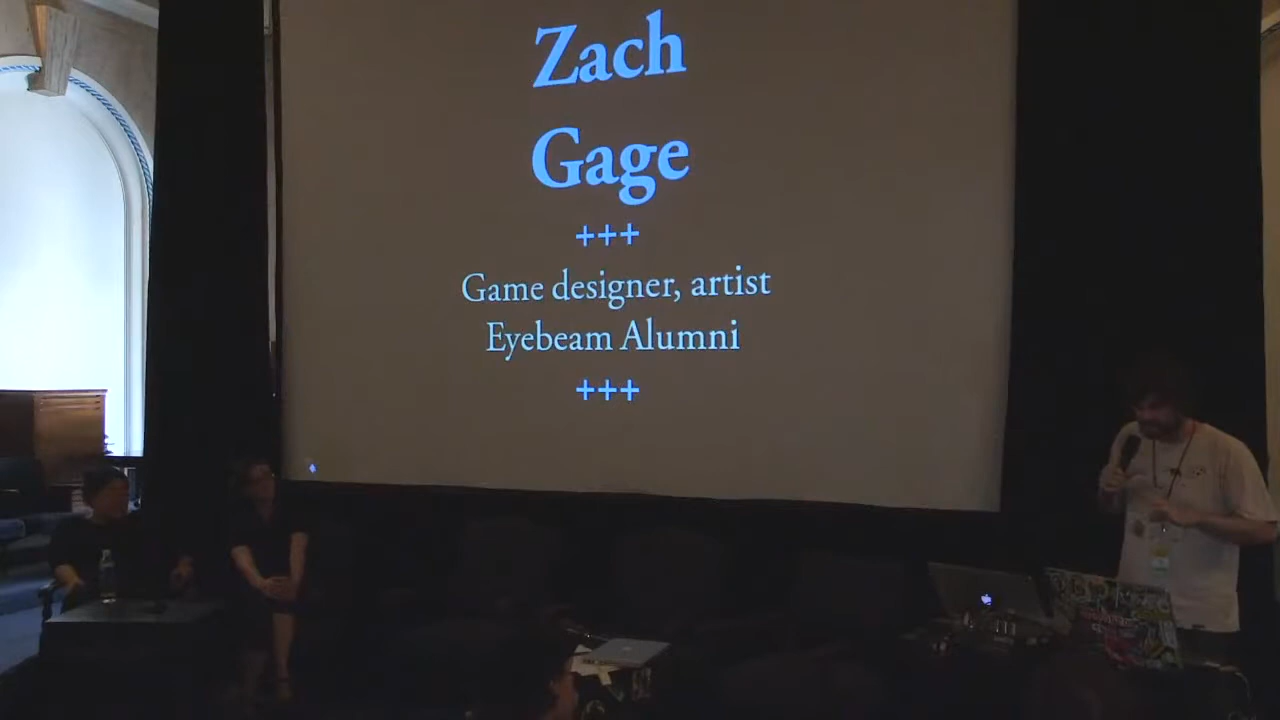 Zach
Gage
+++
Game designer, artist
Eyebeam Alumni
+++